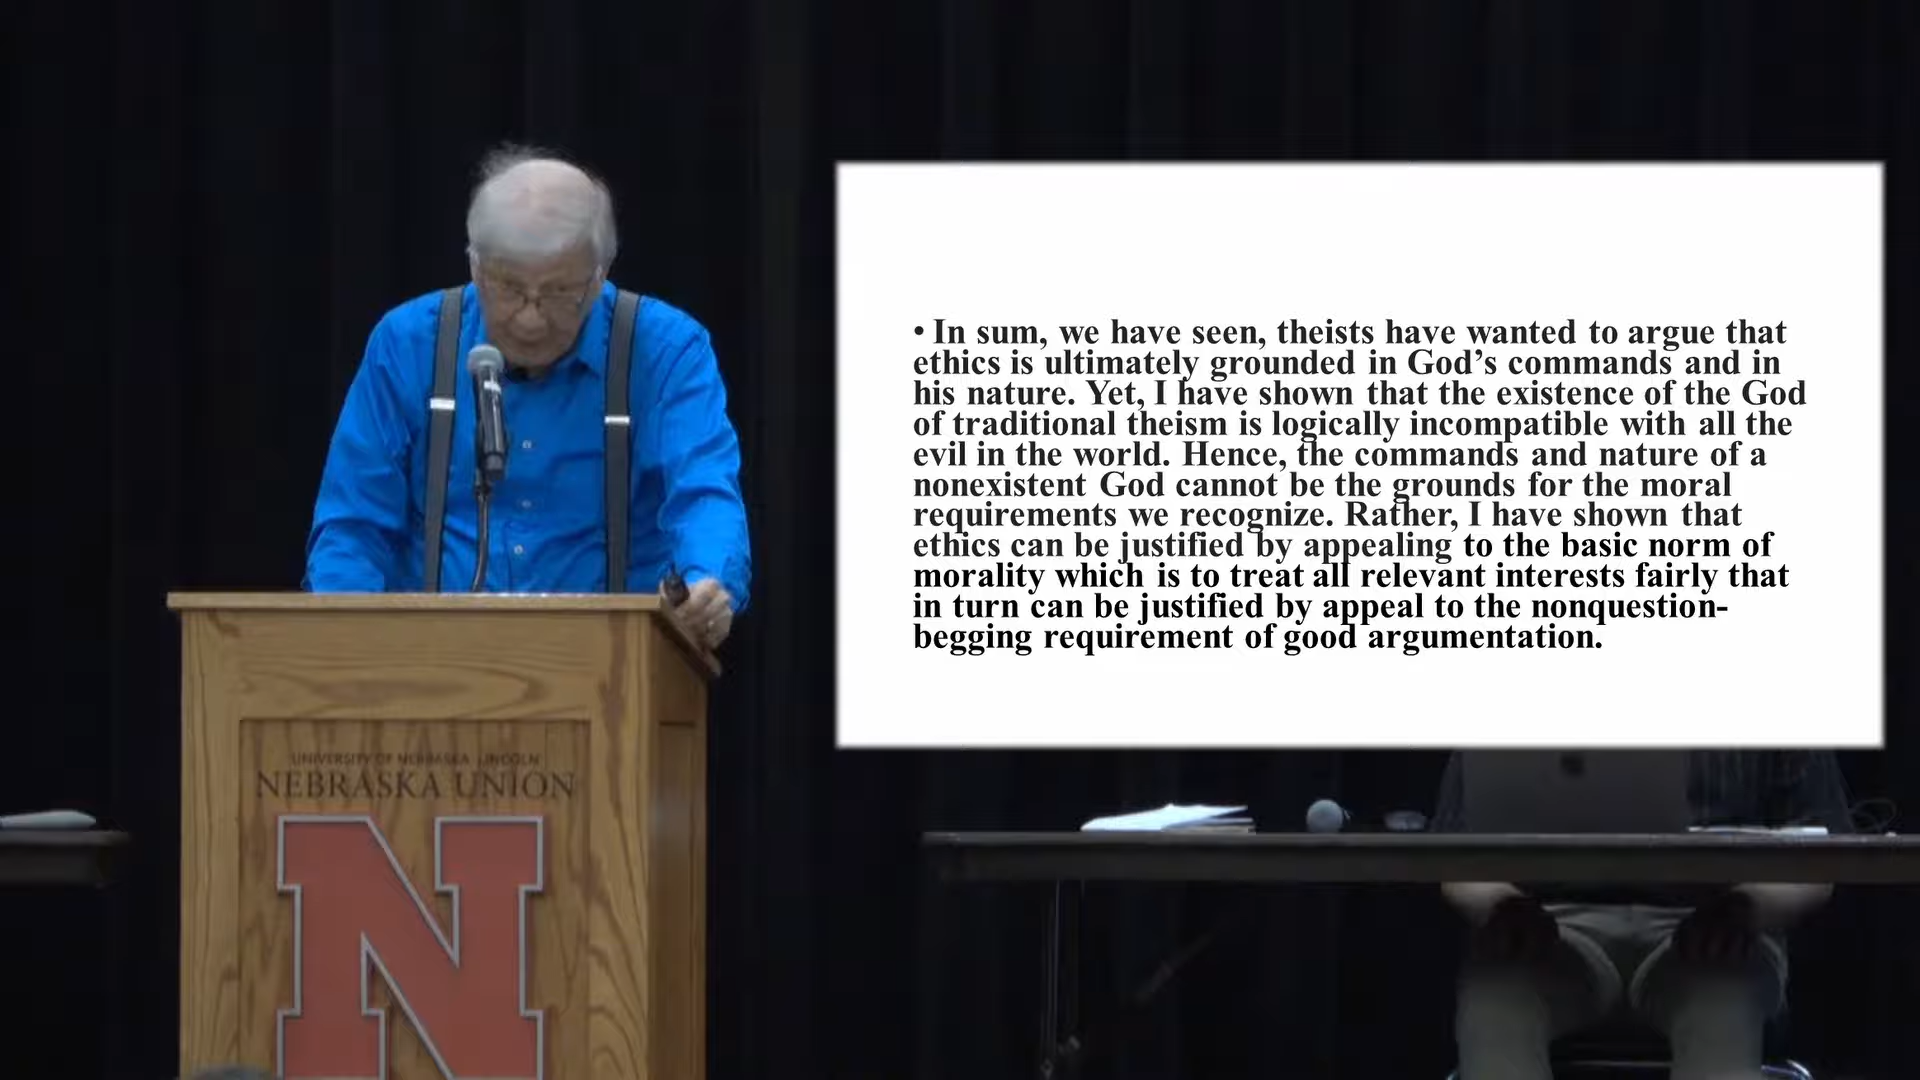 • In sum, we have seen, theists have wanted to argue that
ethics is ultimately grounded in God’s commands and in
his nature. Yet, I have shown that the existence of the God
of traditional theism is logically incompatible with all the
evil in the world. Hence, the commands and nature of a
nonexistent God cannot be the grounds for the moral
requirements we recognize. Rather, I have shown that
ethics can be justified by appealing to the basic norm of
morality which is to treat all relevant interests fairly that
in turn can be justified by appeal to the nonquestion-
begging requirement of good argumentation.
UNIVERSITY OF NEBRASKA LINCOLN
NEBRASKA UNION
N